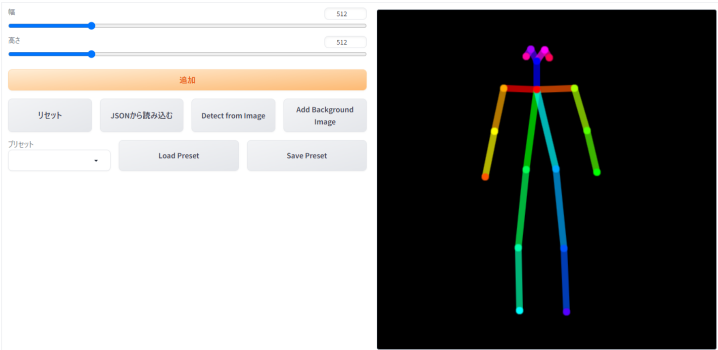 幅
512
高さ
512
追加
リセット
JSONから読み込む
Detect from Image
Add Background
Image
プリセット
Load Preset
Save Preset